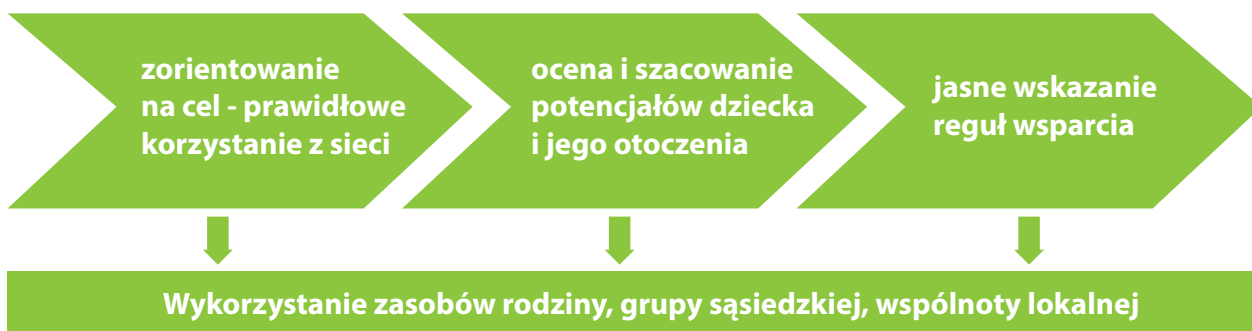 zorientowanie
na cel - prawidłowe
korzystanie z sieci
ocena i szacowanie
potencjałów dziecka
i jego otoczenia
jasne wskazanie
reguł wsparcia
Wykorzystanie zasobów rodziny, grupy sąsiedzkiej, wspólnoty lokalnej